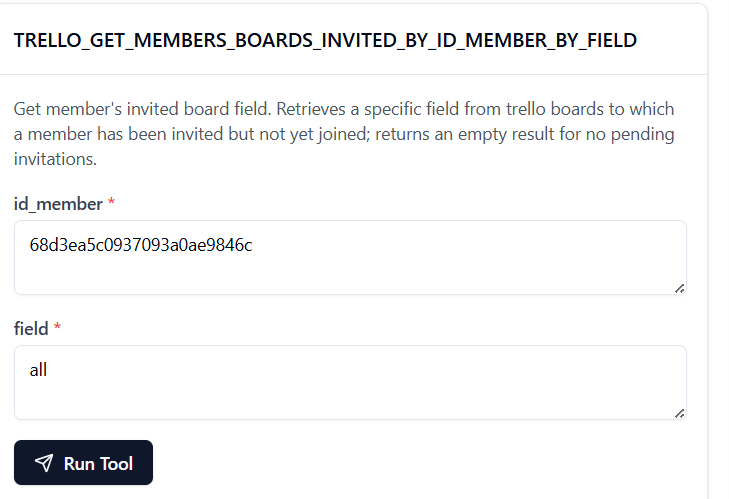 TRELLO_GET_MEMBERS_BOARDS_INVITED_BY_ID_MEMBER_BY_FIELD
Get member's invited board field. Retrieves a specific field from trello boards to which
a member has been invited but not yet joined; returns an empty result for no pending
invitations.
id_member *
68d3ea5c0937093a0ae9846c
field *
all
Run Tool